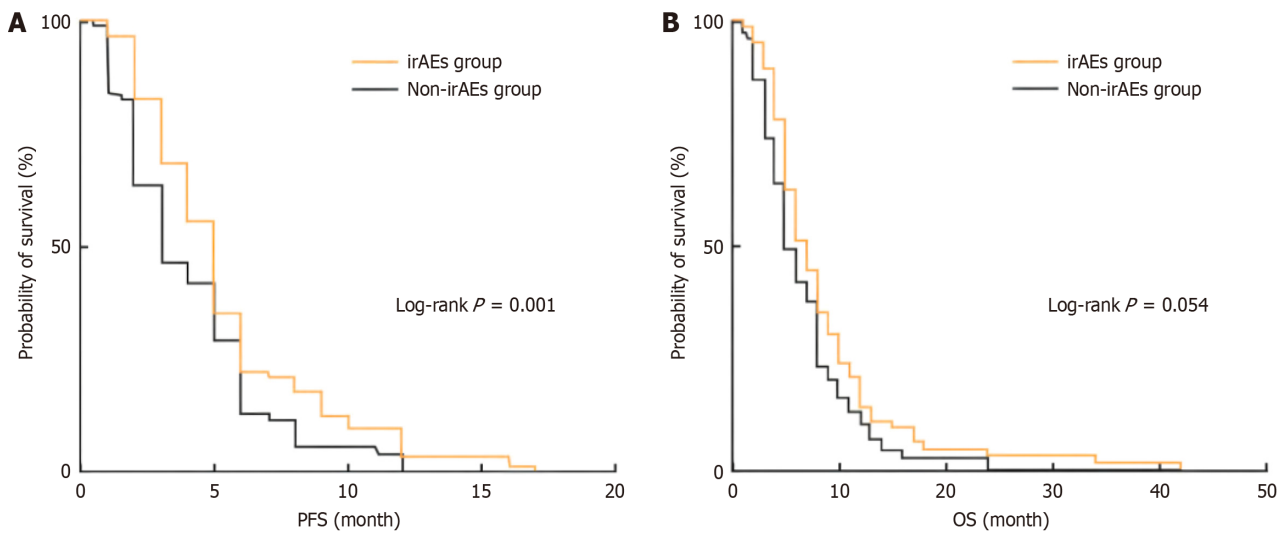 A
100
50
0
Probability of survival (%)
irAEs group
Non-irAEs group
Log-rank P = 0.001
0 5 10 15 20
PFS (month)
B
100
50
0
Probability of survival (%)
irAEs group
Non-irAEs group
Log-rank P = 0.054
0 10 20 30 40 50
OS (month)